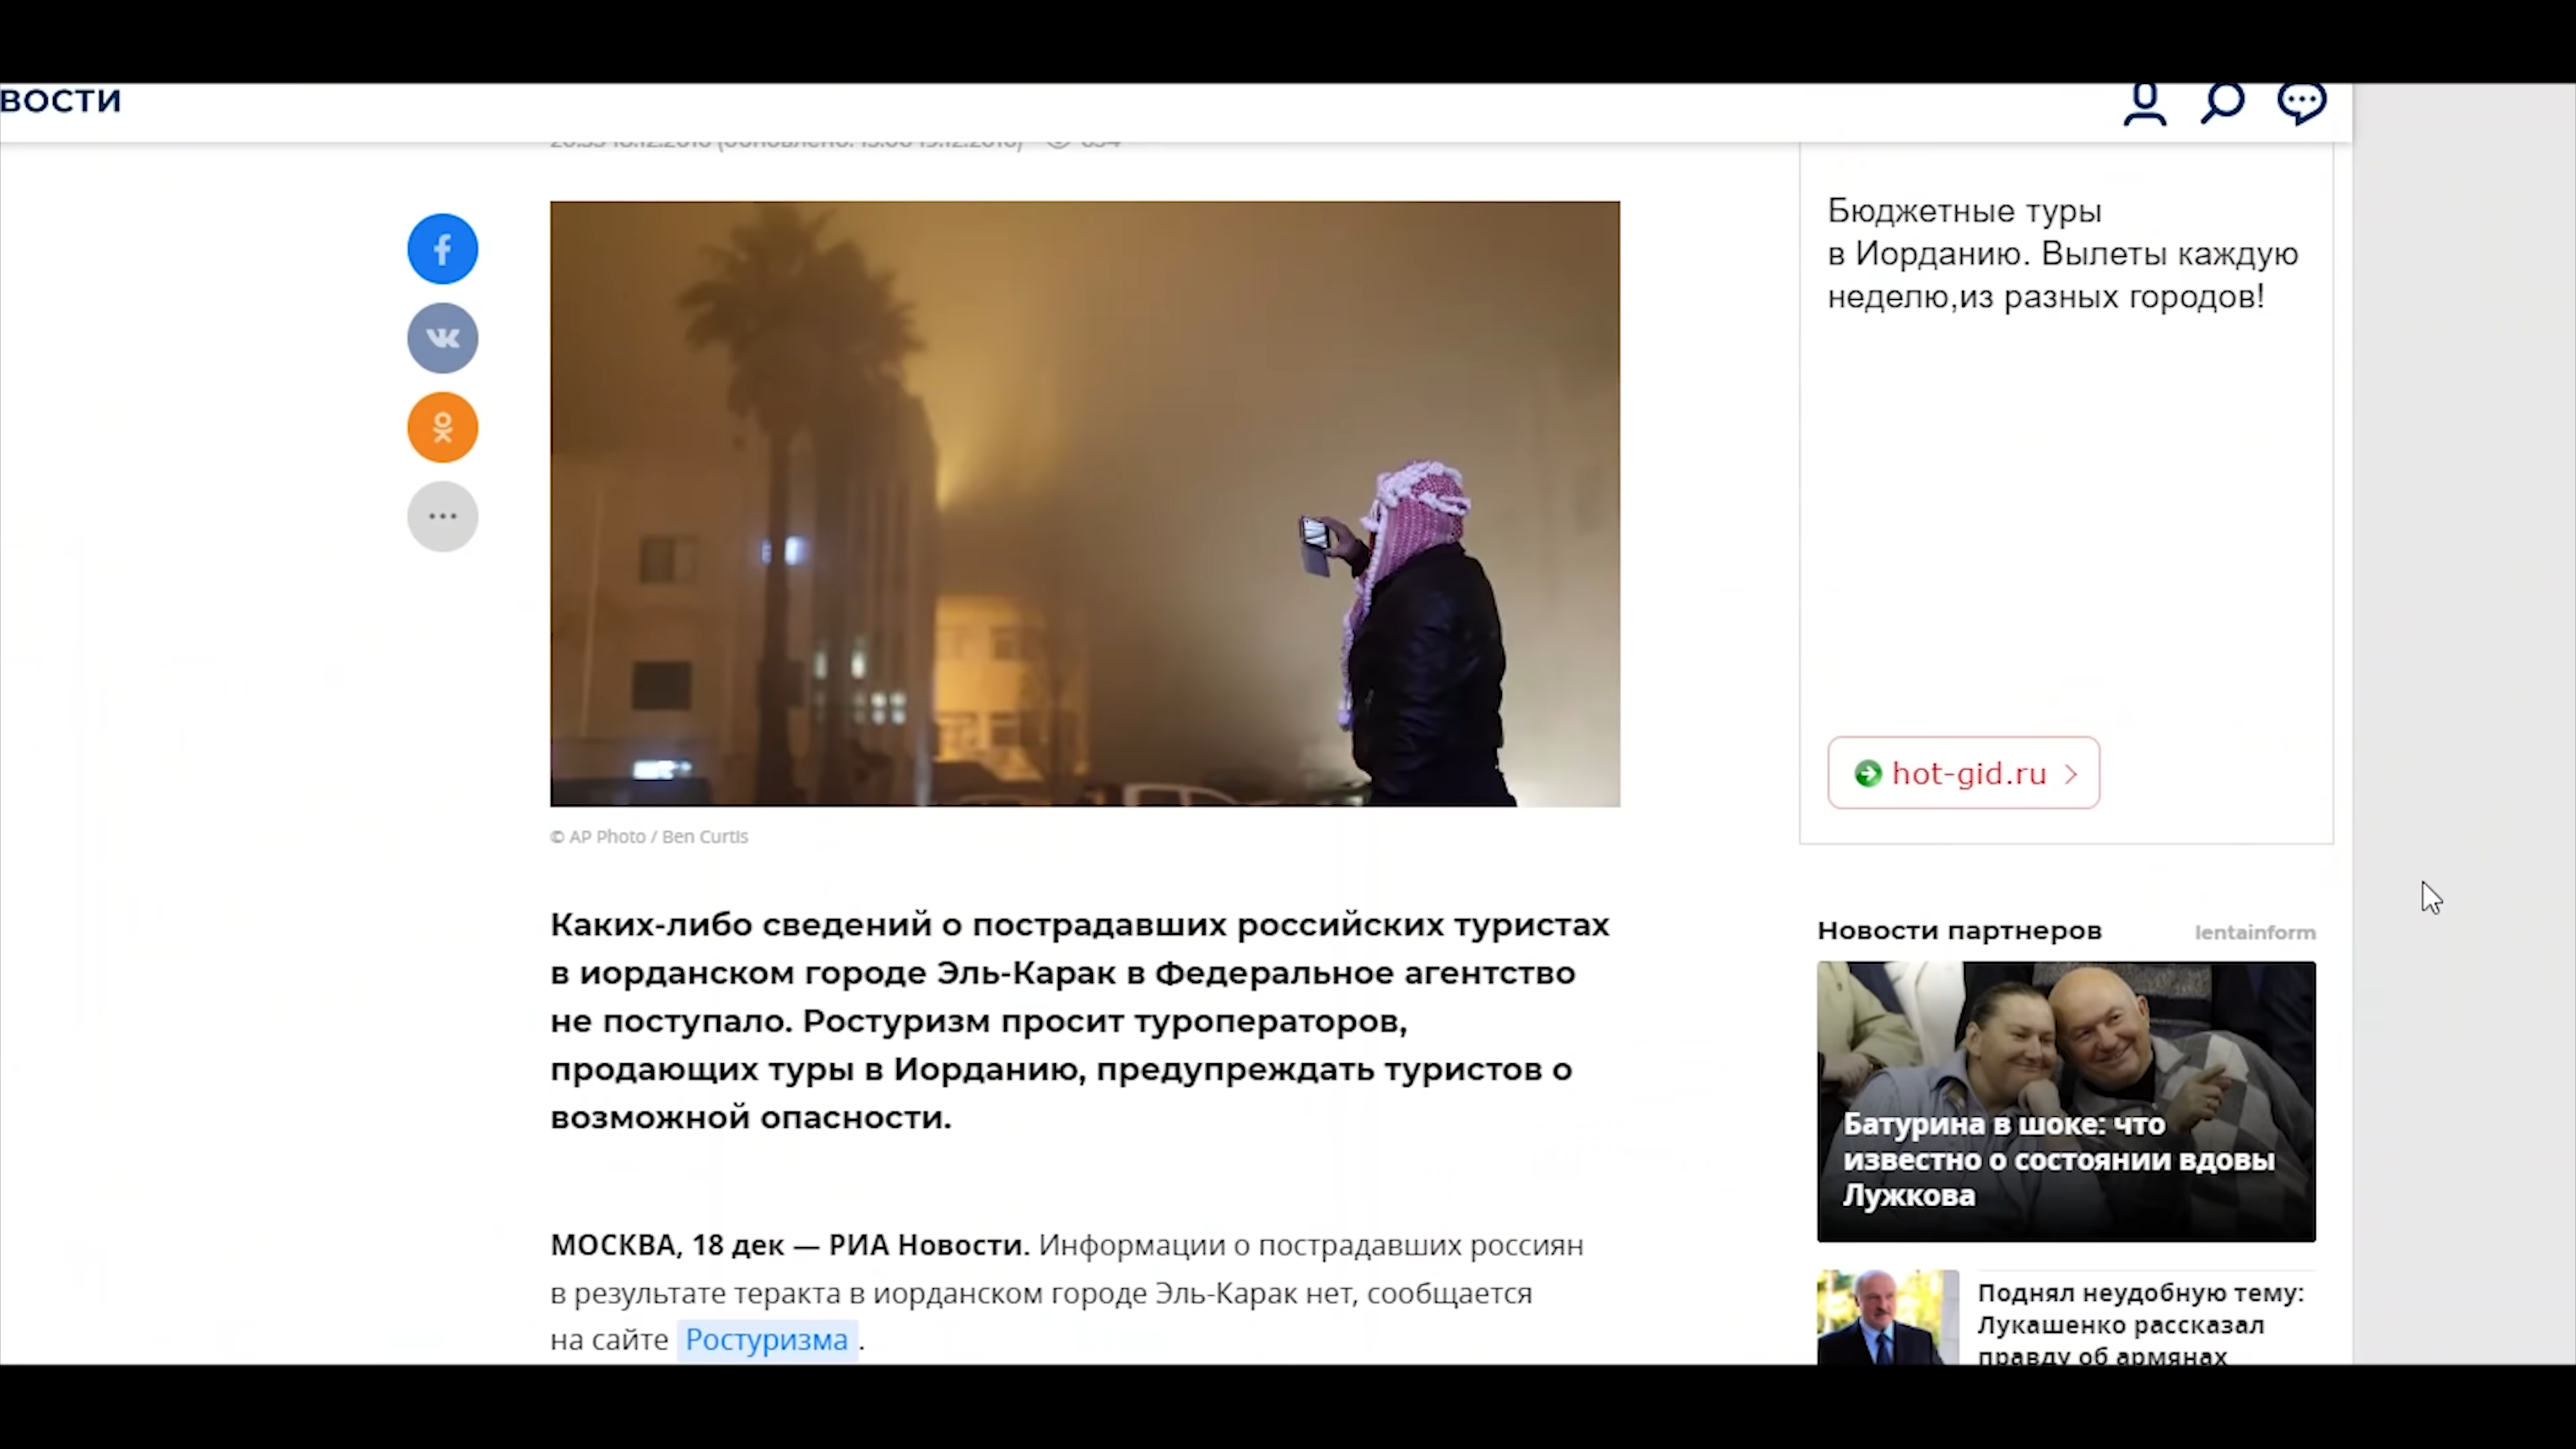 ВОСТИ
Бюджетные туры
в Иорданию. Вылеты каждую
неделю,из разных городов!
hot-gid.ru
© AP Photo / Ben Curtis
Каких-либо сведений о пострадавших российских туристах
в иорданском городе Эль-Карак в Федеральное агентство
не поступало. Ростуризм просит туроператоров,
продающих туры в Иорданию, предупреждать туристов о
возможной опасности.
МОСКВА, 18 дек — РИА Новости. Информации о пострадавших россиян
в результате теракта в иорданском городе Эль-Карак нет, сообщается
на сайте Ростуризма .
Новости партнеров lentainform
Батурина в шоке: что
известно о состоянии вдовы
Лужкова
Поднял неудобную тему:
Лукашенко рассказал
правду об армянах